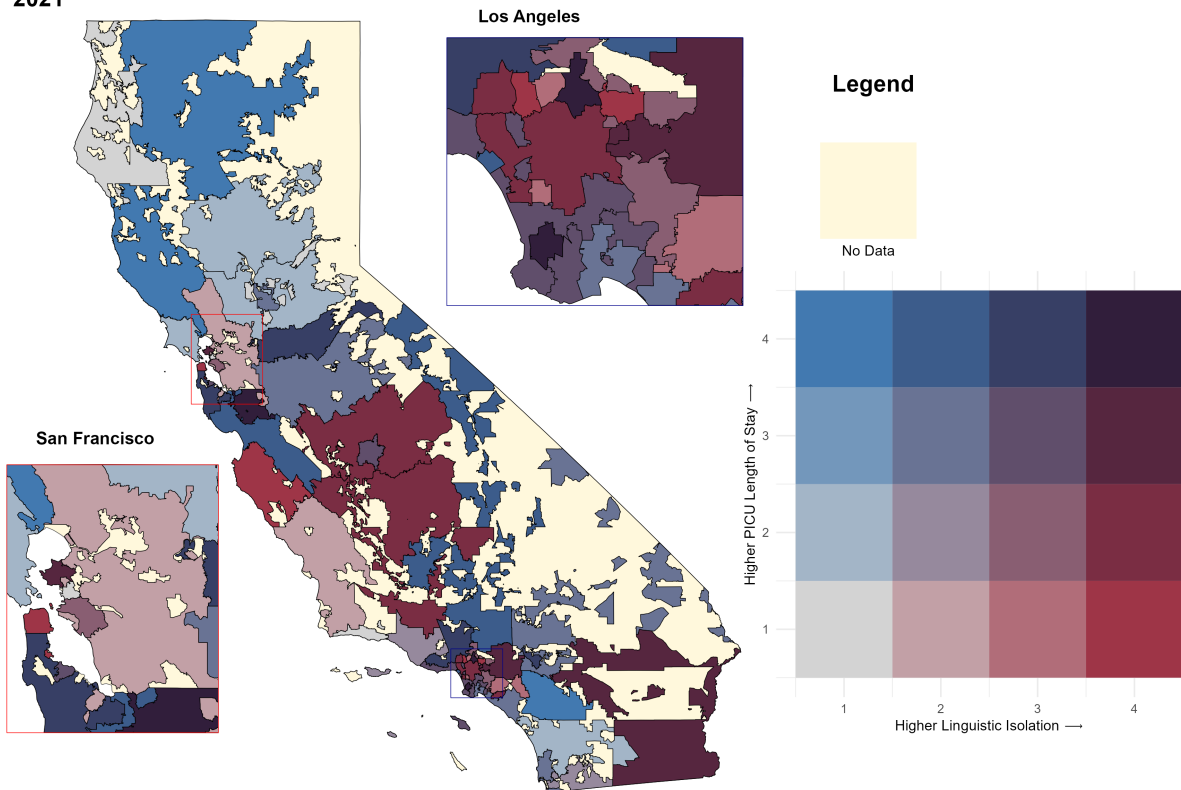 2021
Los Angeles
Legend
No Data
San Francisco
4
3
2
1
Higher PICU Length of Stay ⟶
1
2
3
4
Higher Linguistic Isolation ⟶